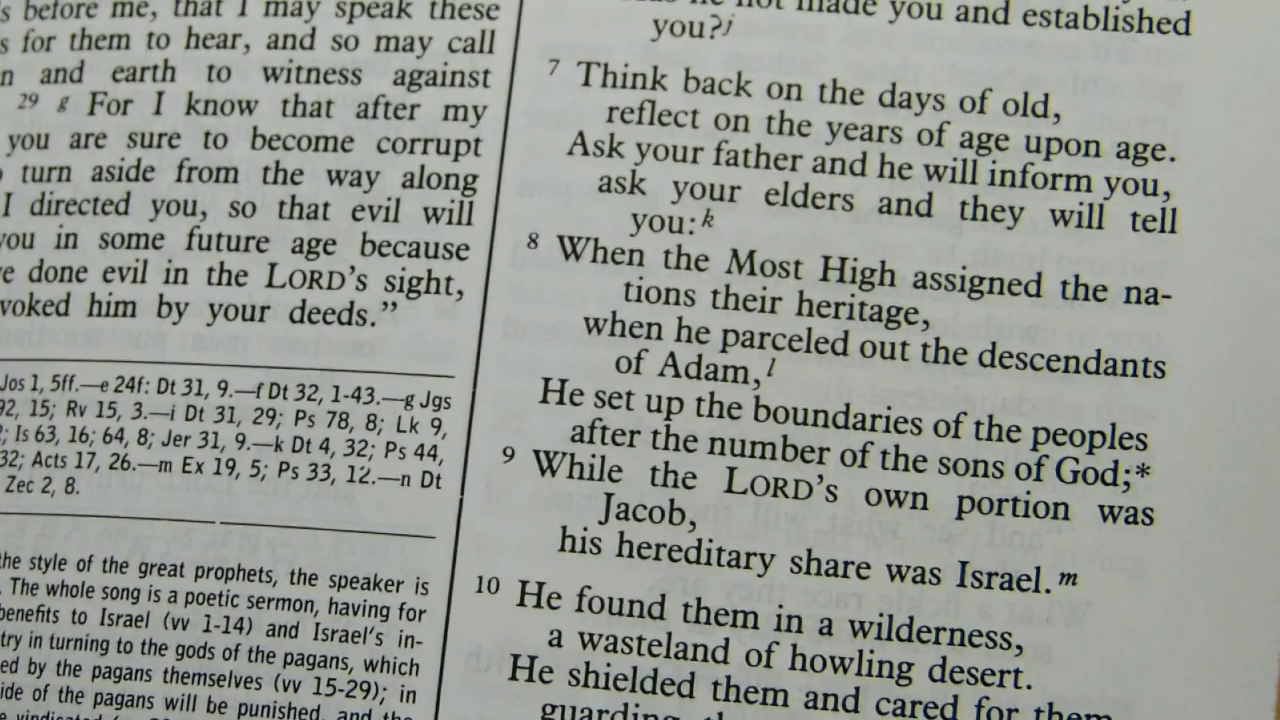 s before me, that I may speak these
s for them to hear, and so may call
n and earth to witness against
29 g For I know that after my
you are sure to become corrupt
turn aside from the way along
I directed you, so that evil will
you in some future age because
e done evil in the LORD's sight,
voked him by your deeds."
Jos 1, 5ff.—e 24f: Dt 31, 9.—f Dt 32, 1-43.—g Jgs
92, 15; Rv 15, 3.—i Dt 31, 29; Ps 78, 8; Lk 9,
; Is 63, 16; 64, 8; Jer 31, 9.—k Dt 4, 32; Ps 44,
32; Acts 17, 26.—m Ex 19, 5; Ps 33, 12.—n Dt
Zec 2, 8.
the style of the great prophets, the speaker is
. The whole song is a poetic sermon, having for
benefits to Israel (vv 1-14) and Israel's in-
try in turning to the gods of the pagans, which
ed by the pagans themselves (vv 15-29); in
ide of the pagans will be punished, and the
not made you and established
you?j
7 Think back on the days of old,
reflect on the years of age upon age.
Ask your father and he will inform you,
ask your elders and they will tell
you:k
8 When the Most High assigned the na-
tions their heritage,
when he parceled out the descendants
of Adam,l
He set up the boundaries of the peoples
after the number of the sons of God;*
9 While the LORD's own portion was
Jacob,
his hereditary share was Israel.m
10 He found them in a wilderness,
a wasteland of howling desert.
He shielded them and cared for them,
guarding